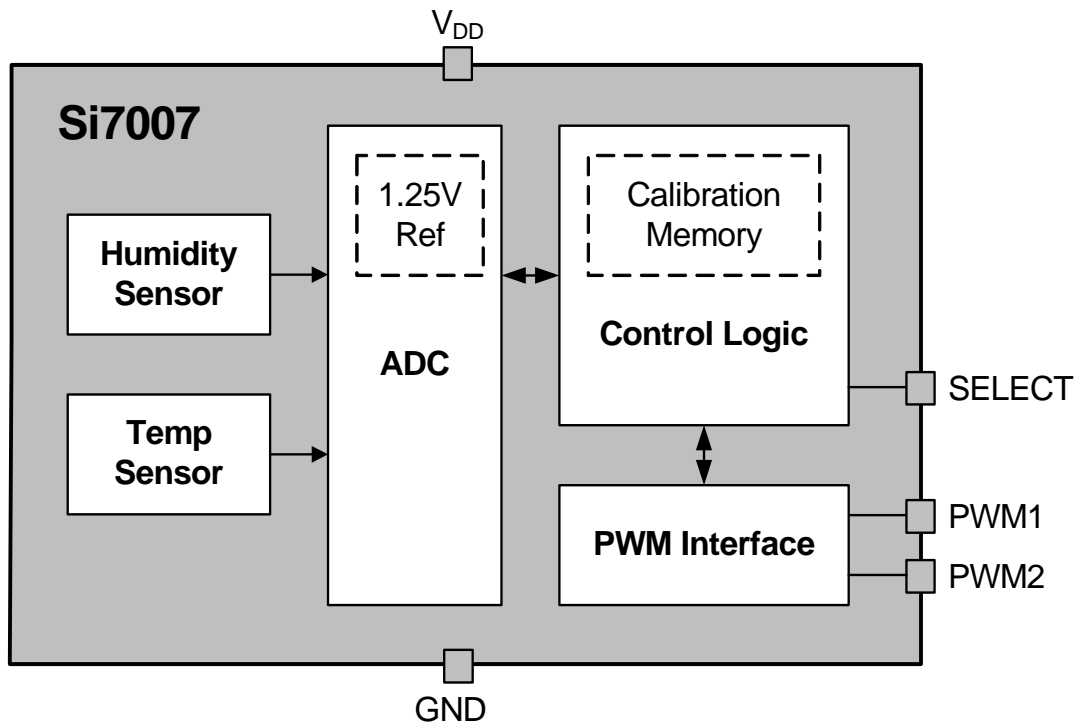 VDD
Si7007
Humidity
Sensor
Temp
Sensor
1.25V
Ref
ADC
Calibration
Memory
Control Logic
PWM Interface
SELECT
PWM1
PWM2
GND